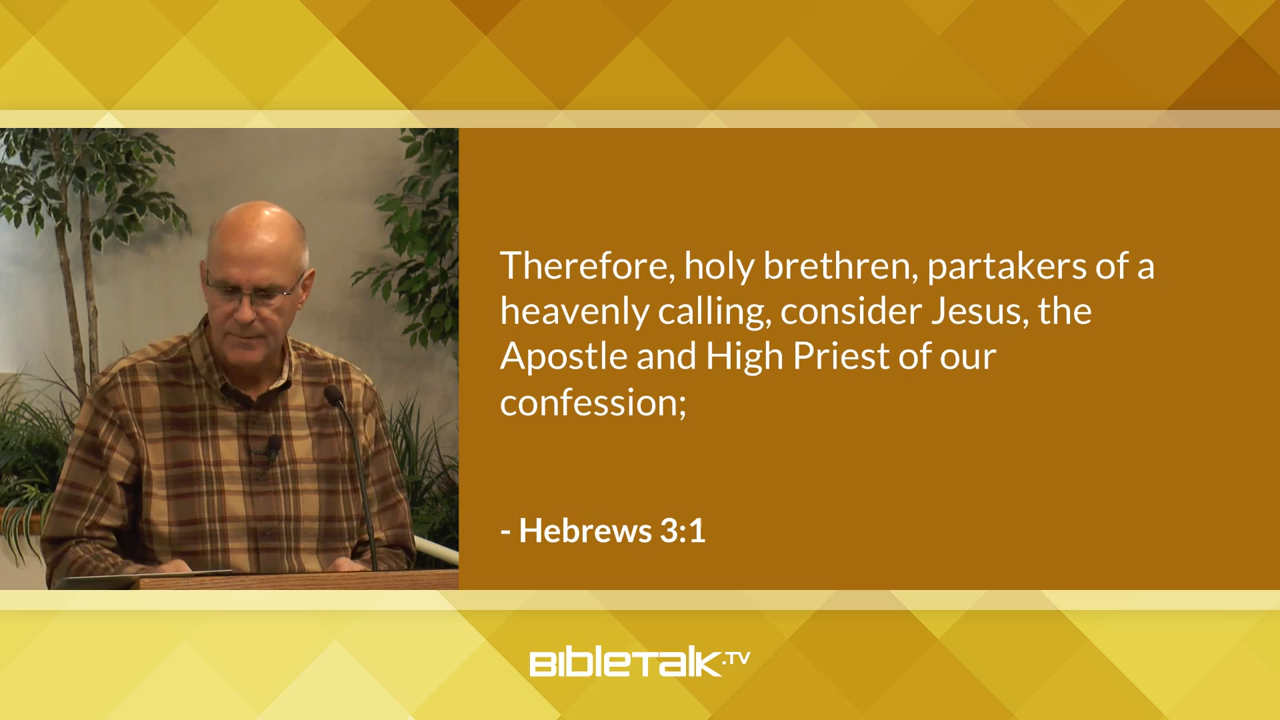 Therefore, holy brethren, partakers of a
heavenly calling, consider Jesus, the
Apostle and High Priest of our
confession;
- Hebrews 3:1
BIBLETALK.TV